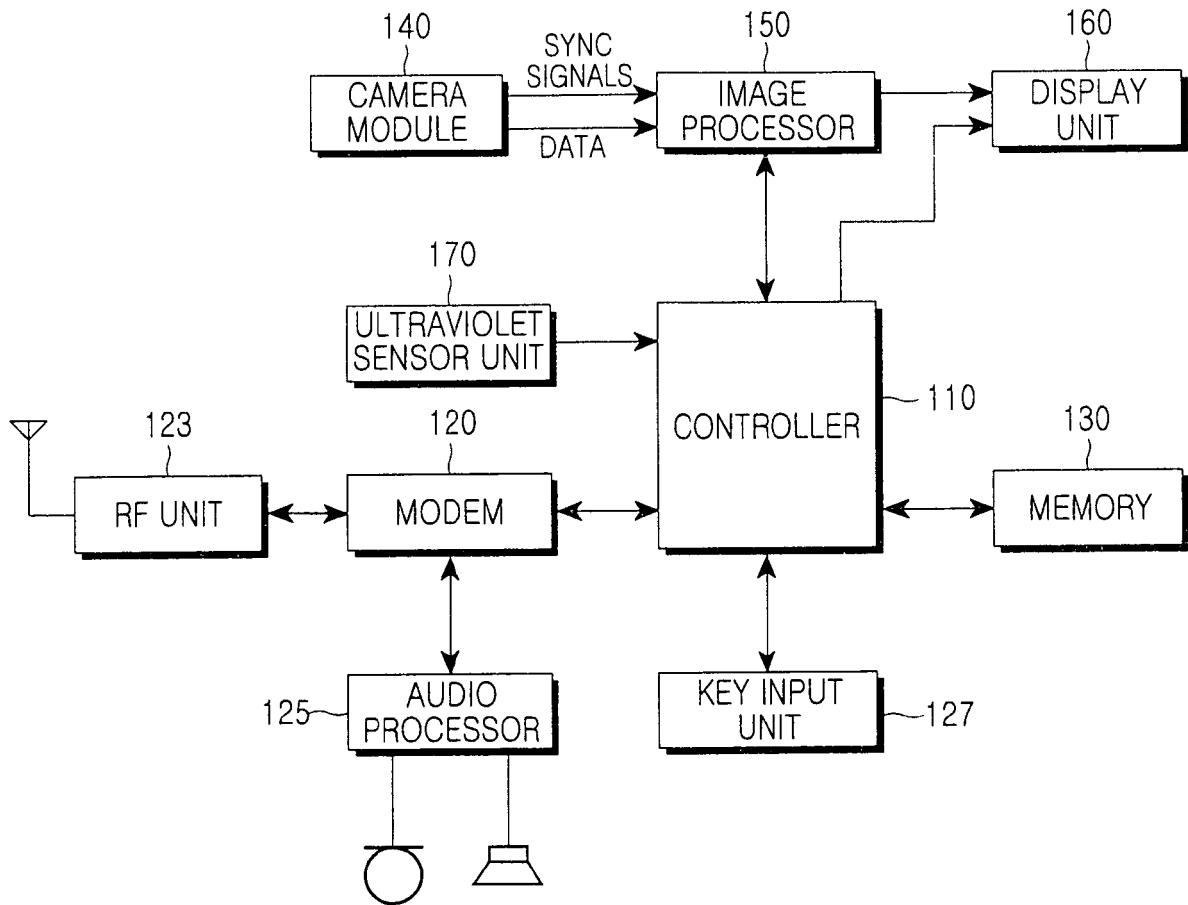 140
SYNC
SIGNALS
150
160
CAMERA
MODULE
DATA
IMAGE
PROCESSOR
DISPLAY
UNIT
170
ULTRAVIOLET
SENSOR UNIT
CONTROLLER
110
123
120
130
RF UNIT
MODEM
MEMORY
125
AUDIO
PROCESSOR
KEY INPUT
UNIT
127